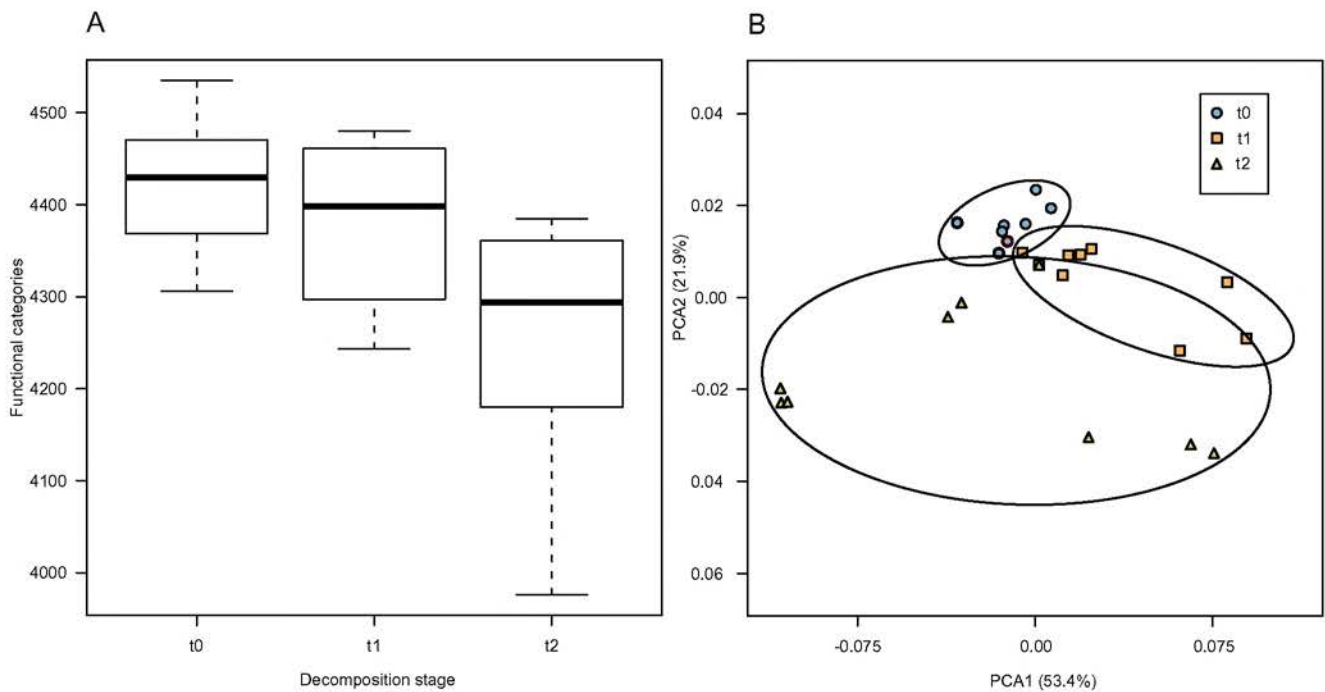 A
Functional categories
4500
4400
4300
4200
4100
4000
t0 t1 t2
Decomposition stage
B
PCA2 (21.9%)
0.04
0.02
0.00
-0.02
0.04
0.06
-0.075 0.00 0.075
PCA1 (53.4%)
t0
t1
t2